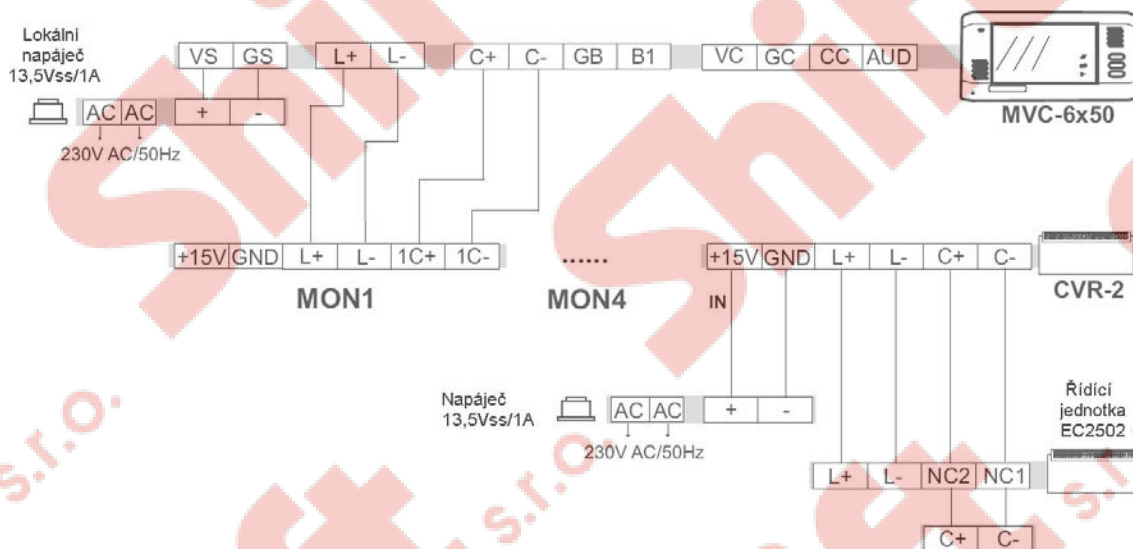 Lokální
napáječ
13,5Vss/1A
VS GS L+ L- C+ C- GB B1 VC GC CC AUD
AC AC + -
230V AC/50Hz
MVC-6x50
+15V GND L+ L- 1C+ 1C-
MON1
......
MON4
+15V GND L+ L- C+ C-
IN
CVR-2
Napáječ
13,5Vss/1A
AC AC + -
230V AC/50Hz
Řídící
jednotka
EC2502
L+ L- NC2 NC1
C+ C-
s.r.o.
s.r.o.